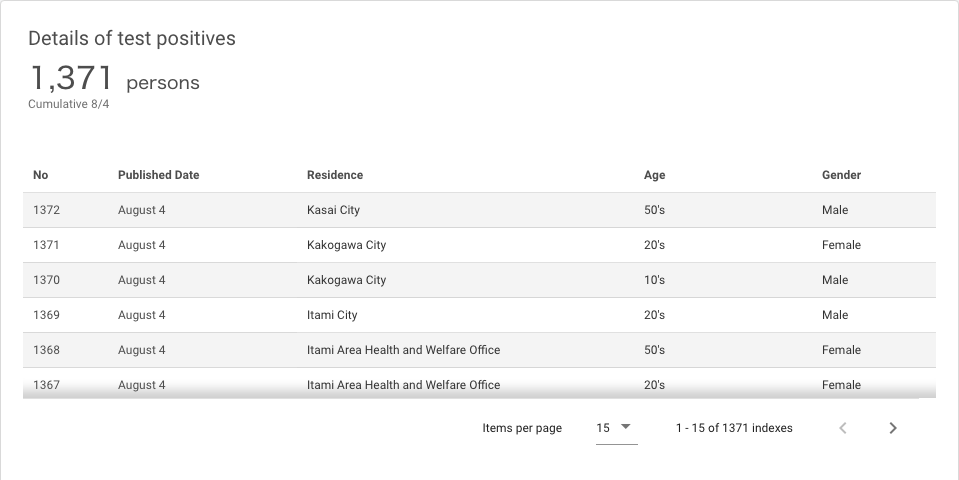 Details of test positives
1,371 persons
Cumulative 8/4
No Published Date Residence Age Gender
1372 August 4 Kasai City 50's Male
1371 August 4 Kakogawa City 20's Female
1370 August 4 Kakogawa City 10's Male
1369 August 4 Itami City 20's Male
1368 August 4 Itami Area Health and Welfare Office 50's Female
1367 August 4 Itami Area Health and Welfare Office 20's Female
Items per page 15 1 - 15 of 1371 indexes